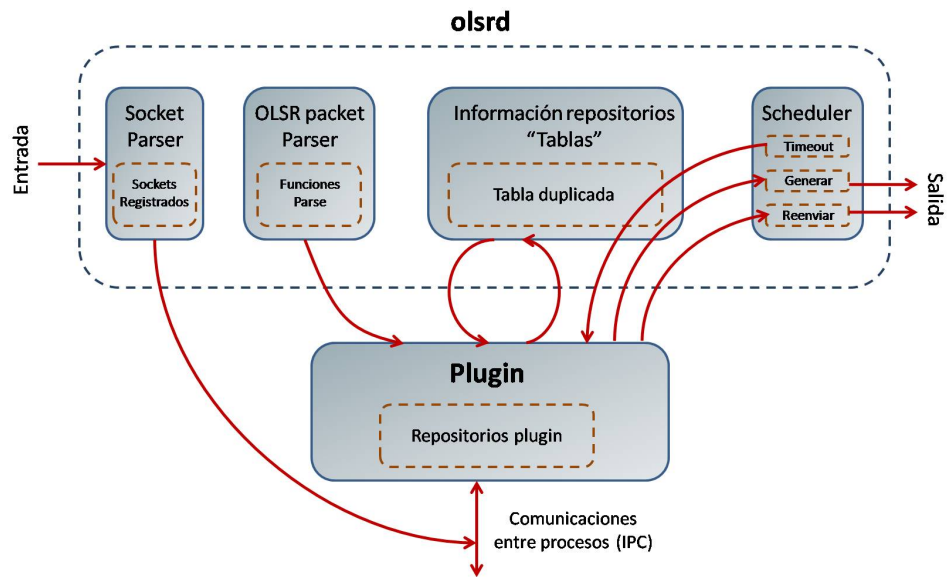 olsrd
Entrada
Socket
Parser
Sockets
Registrados
OLSR packet
Parser
Funciones
Parse
Información repositorios
“Tablas”
Tabla duplicada
Scheduler
Timeout
Generar
Reenviar
Salida
Plugin
Repositorios plugin
Comunicaciones
entre procesos (IPC)